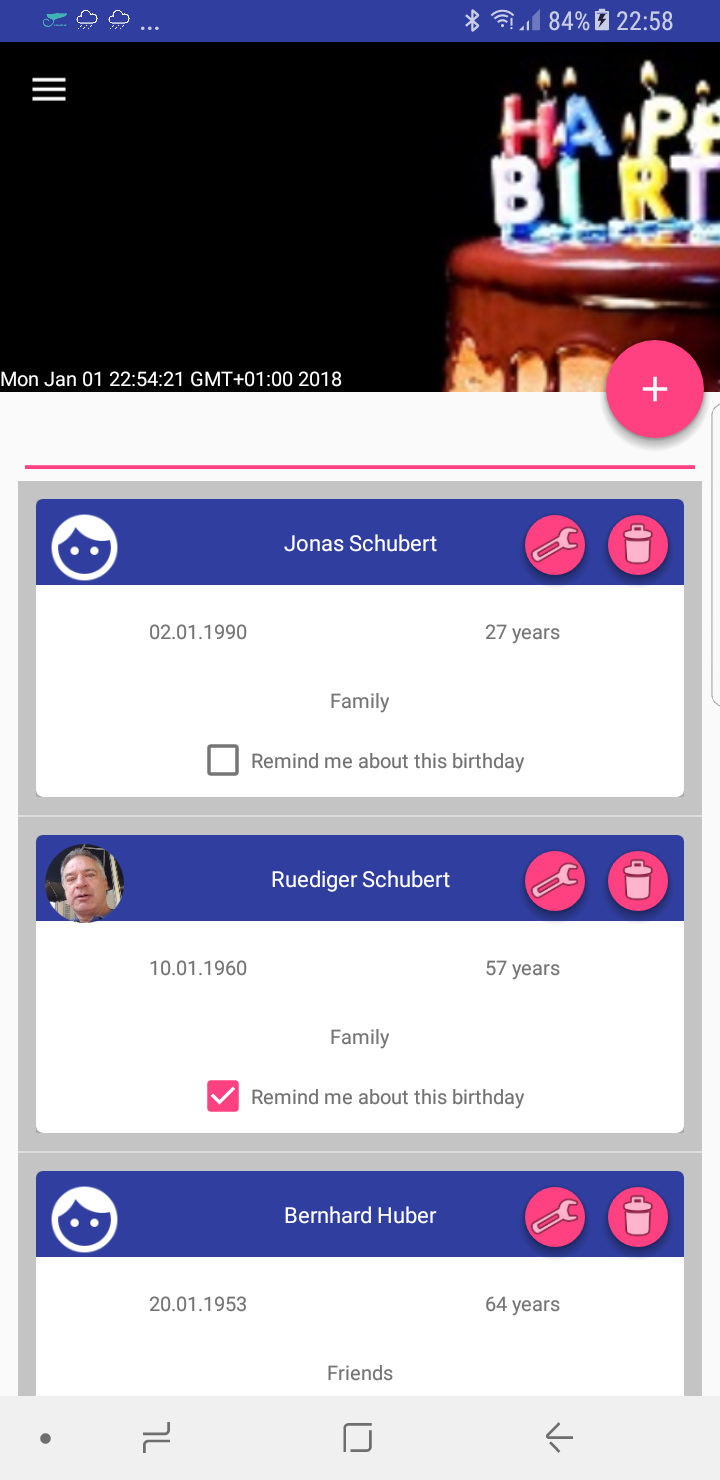 ... 84% 22:58
HAPP
BIRT
Mon Jan 01 22:54:21 GMT+01:00 2018
+
Jonas Schubert
02.01.1990 27 years
Family
Remind me about this birthday
Ruediger Schubert
10.01.1960 57 years
Family
Remind me about this birthday
Bernhard Huber
20.01.1953 64 years
Friends